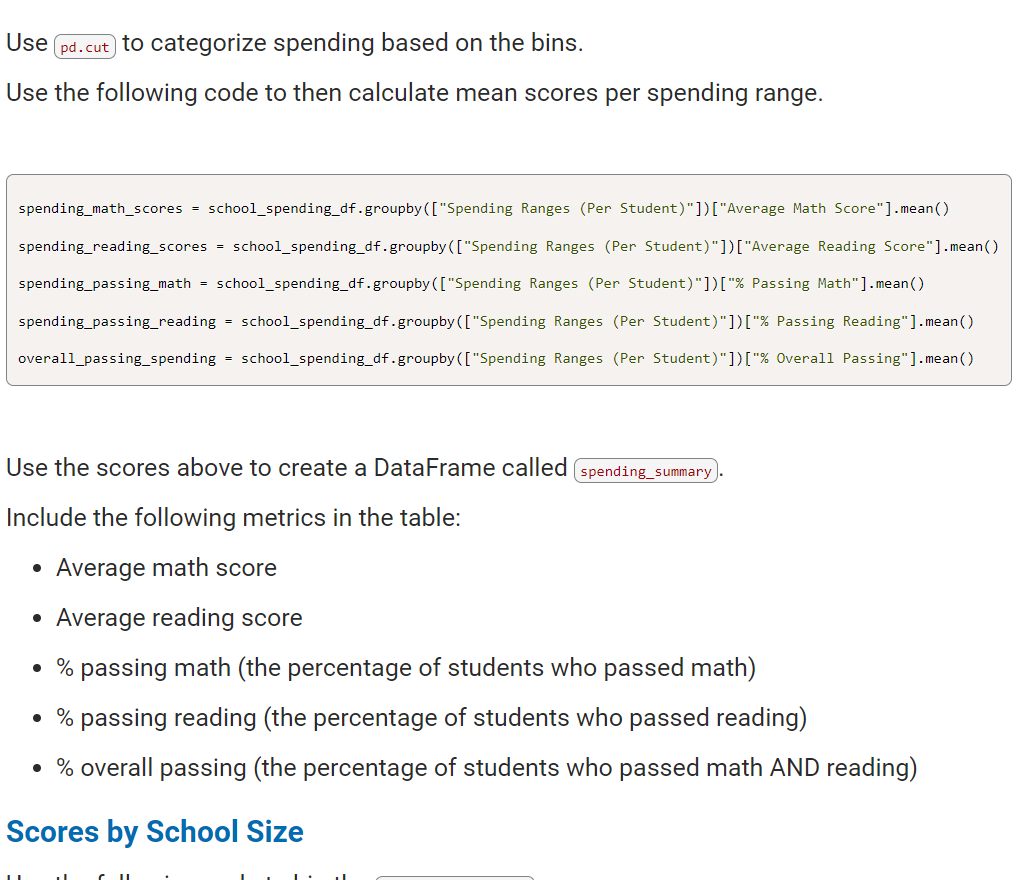 Use pd.cut to categorize spending based on the bins.
Use the following code to then calculate mean scores per spending range.
spending_math_scores = school_spending_df.groupby(["Spending Ranges (Per Student)"])["Average Math Score"].mean()
spending_reading_scores = school_spending_df.groupby(["Spending Ranges (Per Student)"])["Average Reading Score"].mean()
spending_passing_math = school_spending_df.groupby(["Spending Ranges (Per Student)"])["% Passing Math"].mean()
spending_passing_reading = school_spending_df.groupby(["Spending Ranges (Per Student)"])["% Passing Reading"].mean()
overall_passing_spending = school_spending_df.groupby(["Spending Ranges (Per Student)"])["% Overall Passing"].mean()
Use the scores above to create a DataFrame called spending_summary.
Include the following metrics in the table:
• Average math score
• Average reading score
• % passing math (the percentage of students who passed math)
• % passing reading (the percentage of students who passed reading)
• % overall passing (the percentage of students who passed math AND reading)
Scores by School Size